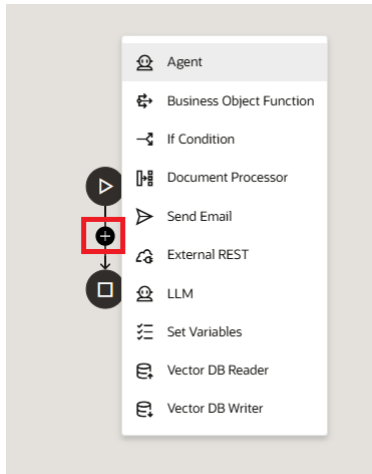 Agent
Business Object Function
If Condition
Document Processor
Send Email
External REST
LLM
Set Variables
Vector DB Reader
Vector DB Writer